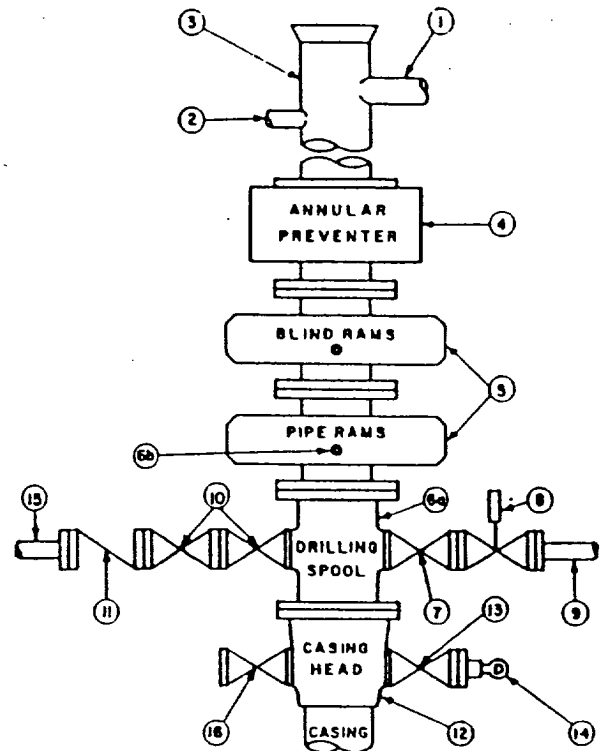 3
1
2
ANNULAR
PREVENTER
4
BLIND RAMS
5
PIPE RAMS
6b
15
10
6a
8
DRILLING
SPOOL
11
7
13
9
CASING
HEAD
16
12
14
CASING